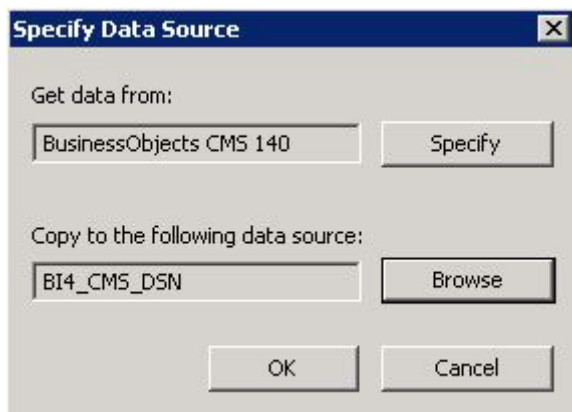 Specify Data Source
Get data from:
BusinessObjects CMS 140
Specify
Copy to the following data source:
BI4_CMS_DSN
Browse
OK
Cancel